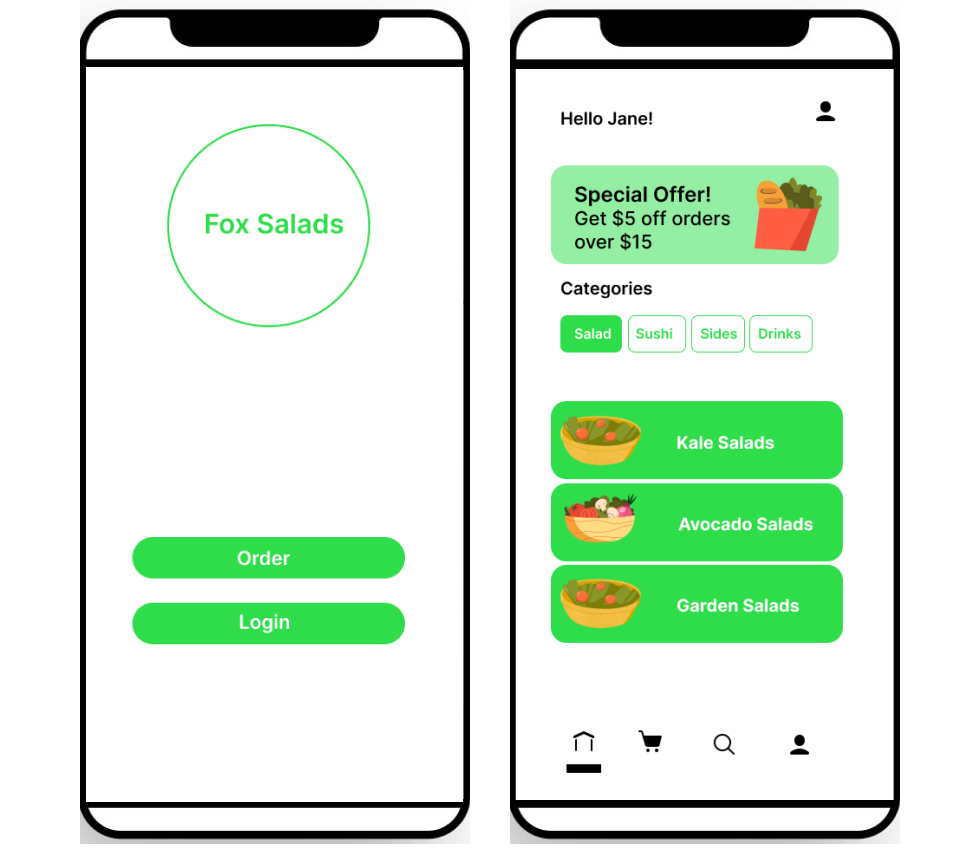 Fox Salads
Order
Login
Hello Jane!
Special Offer!
Get $5 off orders
over $15
Categories
Salad
Sushi
Sides
Drinks
Kale Salads
Avocado Salads
Garden Salads